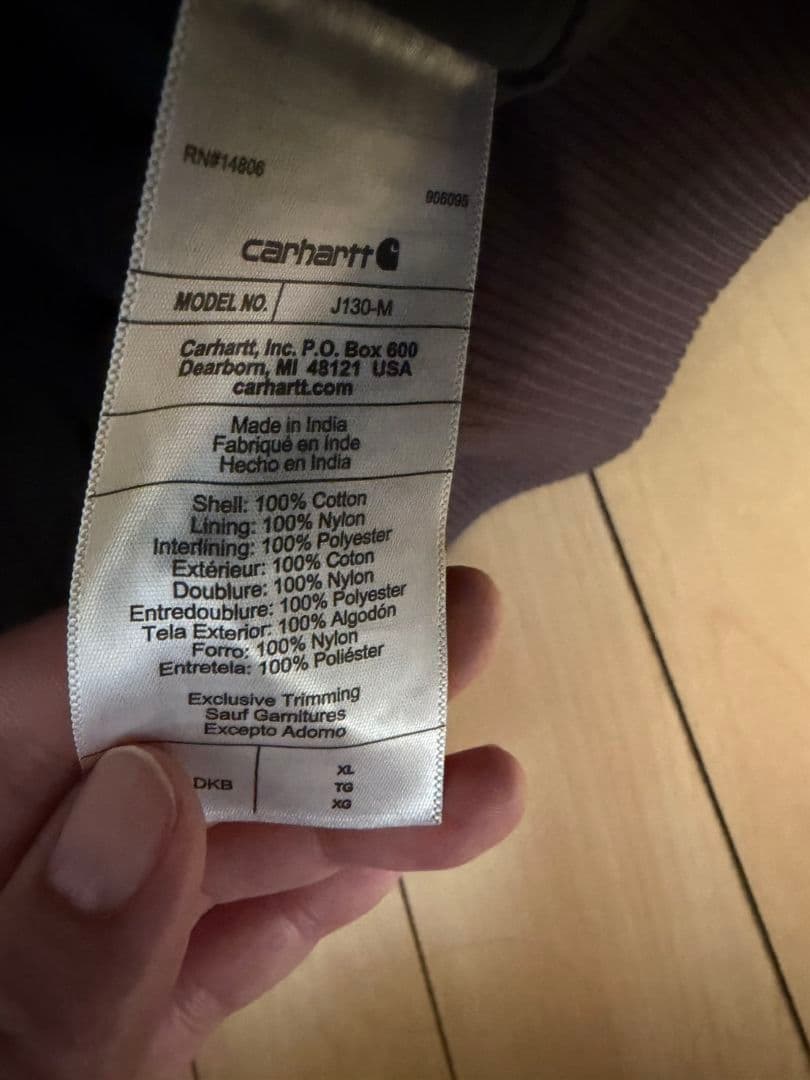 RN#14806
906095
carhartt
MODEL NO. J130-M
Carhartt, Inc. P.O. Box 600
Dearborn, MI 48121 USA
carhartt.com
Made in India
Fabriqué en Inde
Hecho en India
Shell: 100% Cotton
Lining: 100% Nylon
Interlining: 100% Polyester
Extérieur: 100% Coton
Doublure: 100% Nylon
Entredoublure: 100% Polyester
Tela Exterior: 100% Algodón
Forro: 100% Nylon
Entretela: 100% Poliéster
Exclusive Trimming
Sauf Garnitures
Excepto Adorno
DKB
XL
TG
XG